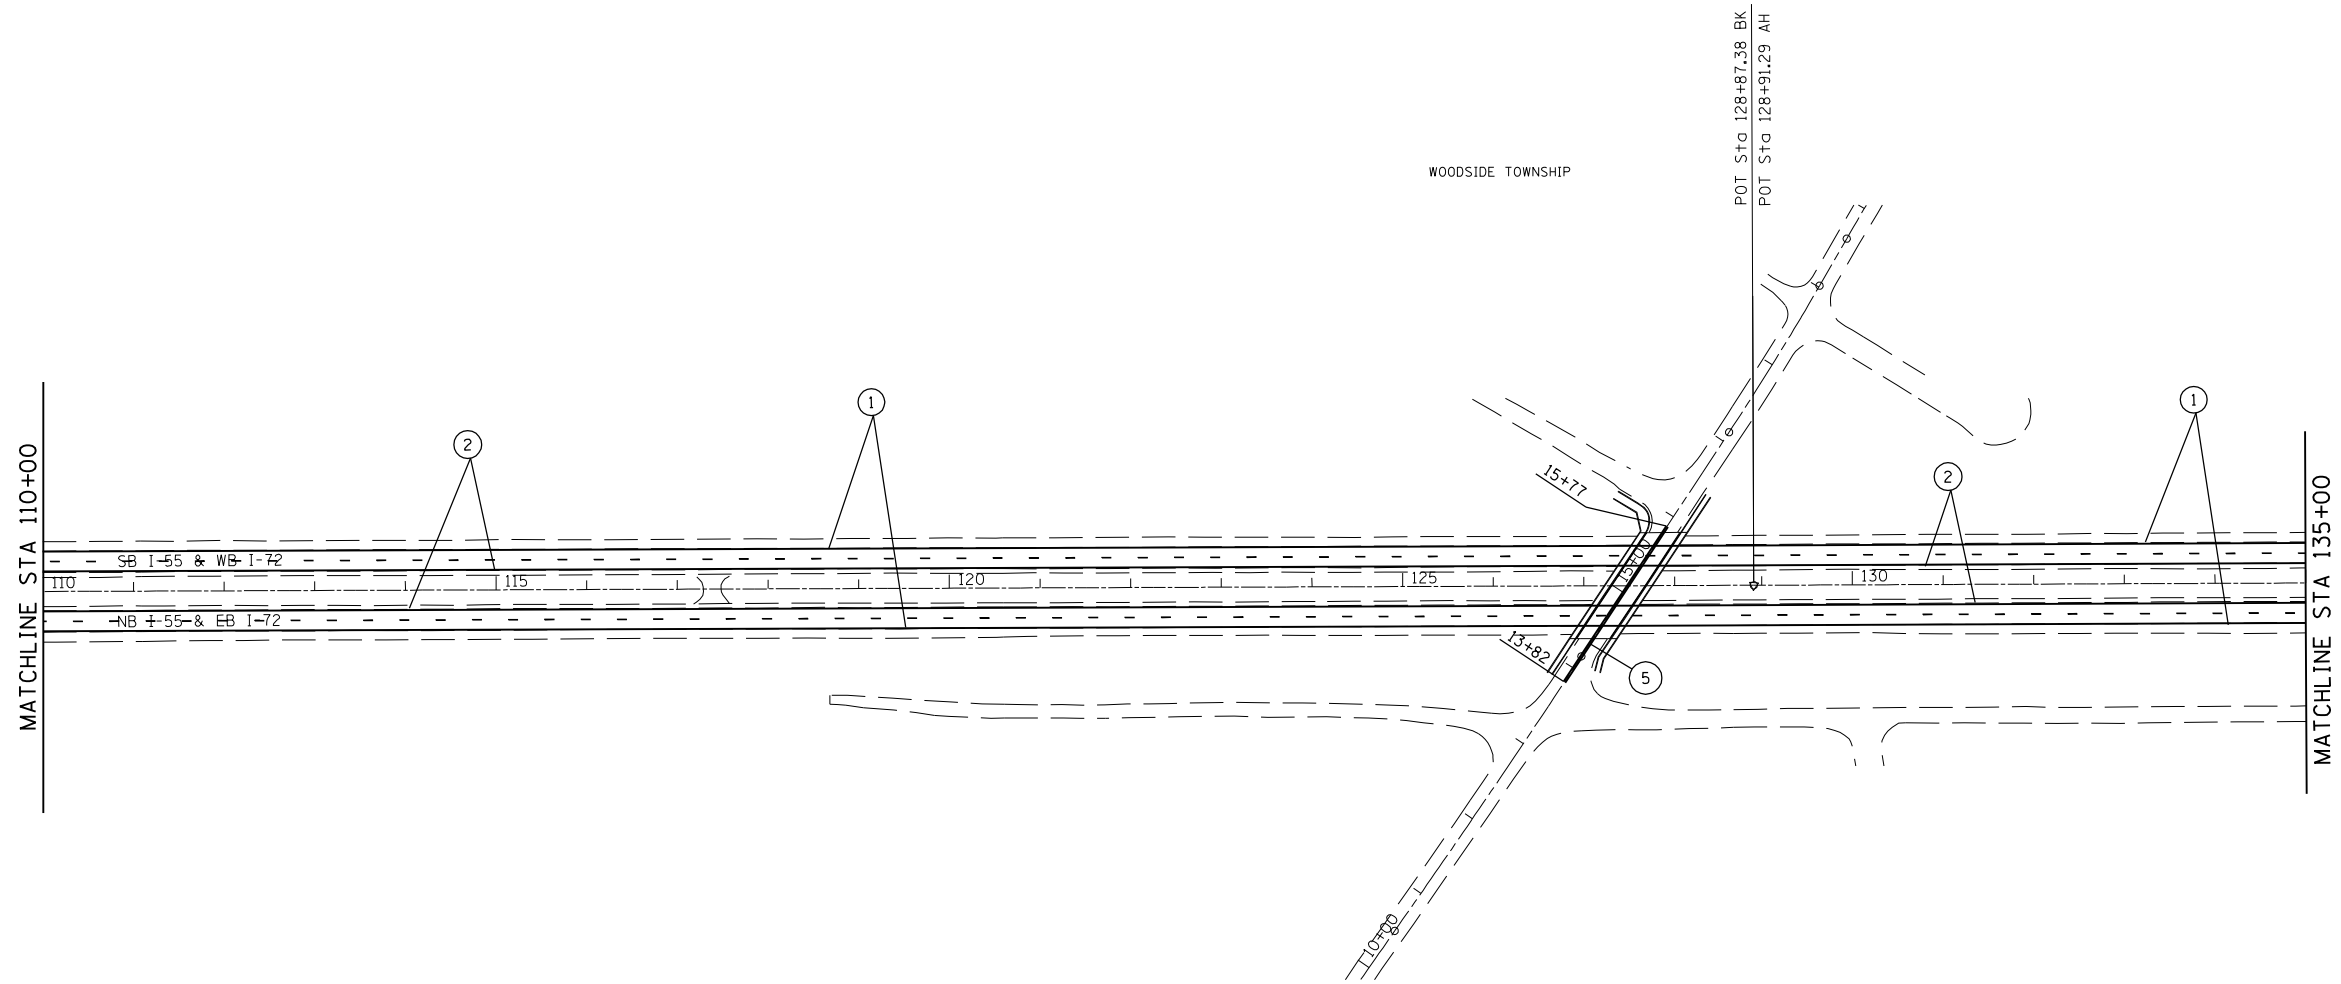 POT Sta 128+87.38 BK
POT Sta 128+91.29 AH
WOODSIDE TOWNSHIP
1
1
2
2
15+77
MATCHLINE STA 110+00
MATCHLINE STA 135+00
SB I-55 & WB I-72
15+00
110
115
120
125
130
NB I-55 & EB I-72
13+82
5
10+00